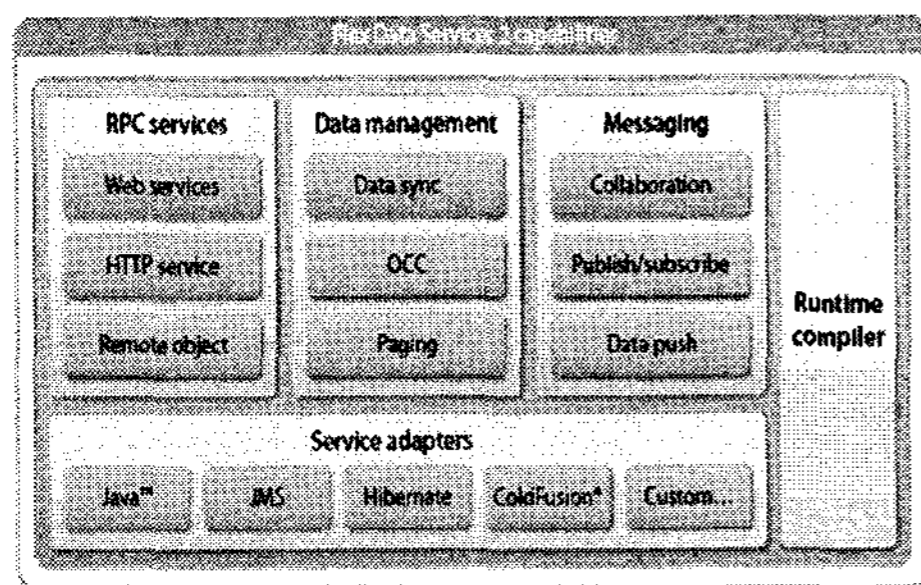 Flex Data Services 2 capabilities
RPC services
Web services
HTTP service
Remote object
Data management
Data sync
OCC
Paging
Messaging
Collaboration
Publish/subscribe
Data push
Runtime
compiler
Service adapters
Java™
JMS
Hibernate
ColdFusion®
Custom...